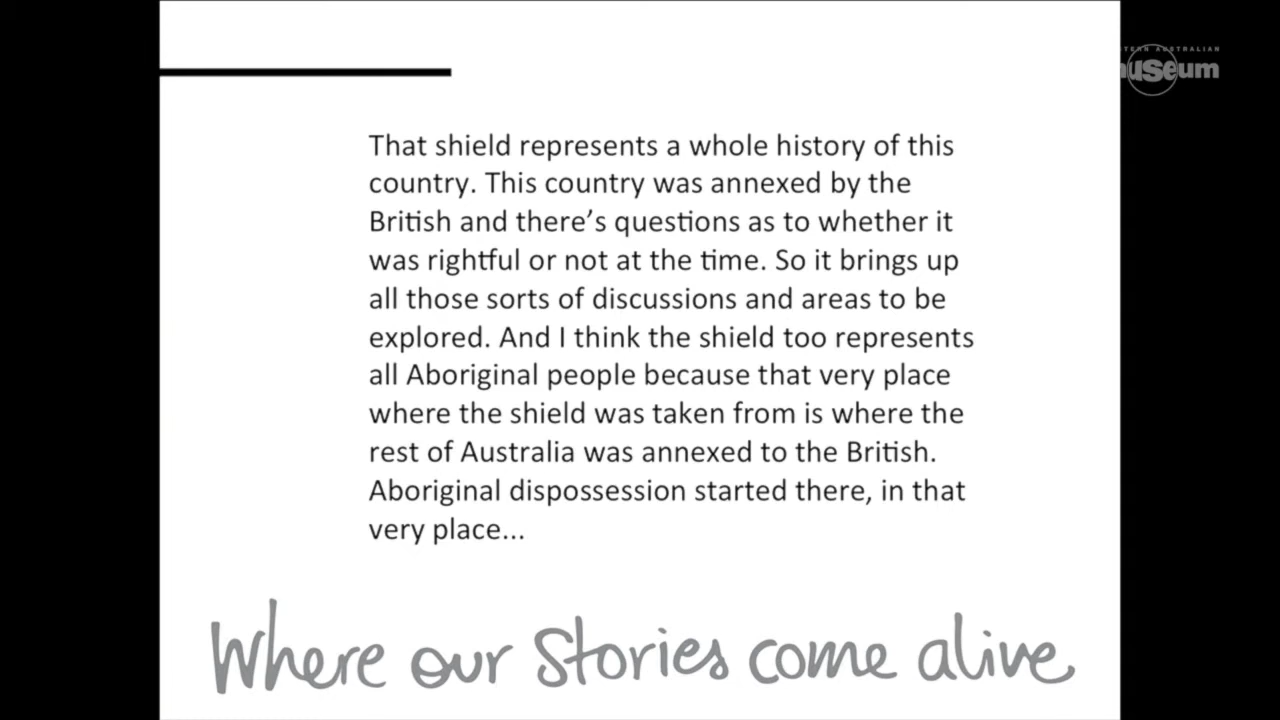 TERN AUSTRALIAN
museum
That shield represents a whole history of this
country. This country was annexed by the
British and there’s questions as to whether it
was rightful or not at the time. So it brings up
all those sorts of discussions and areas to be
explored. And I think the shield too represents
all Aboriginal people because that very place
where the shield was taken from is where the
rest of Australia was annexed to the British.
Aboriginal dispossession started there, in that
very place...
Where our Stories come alive